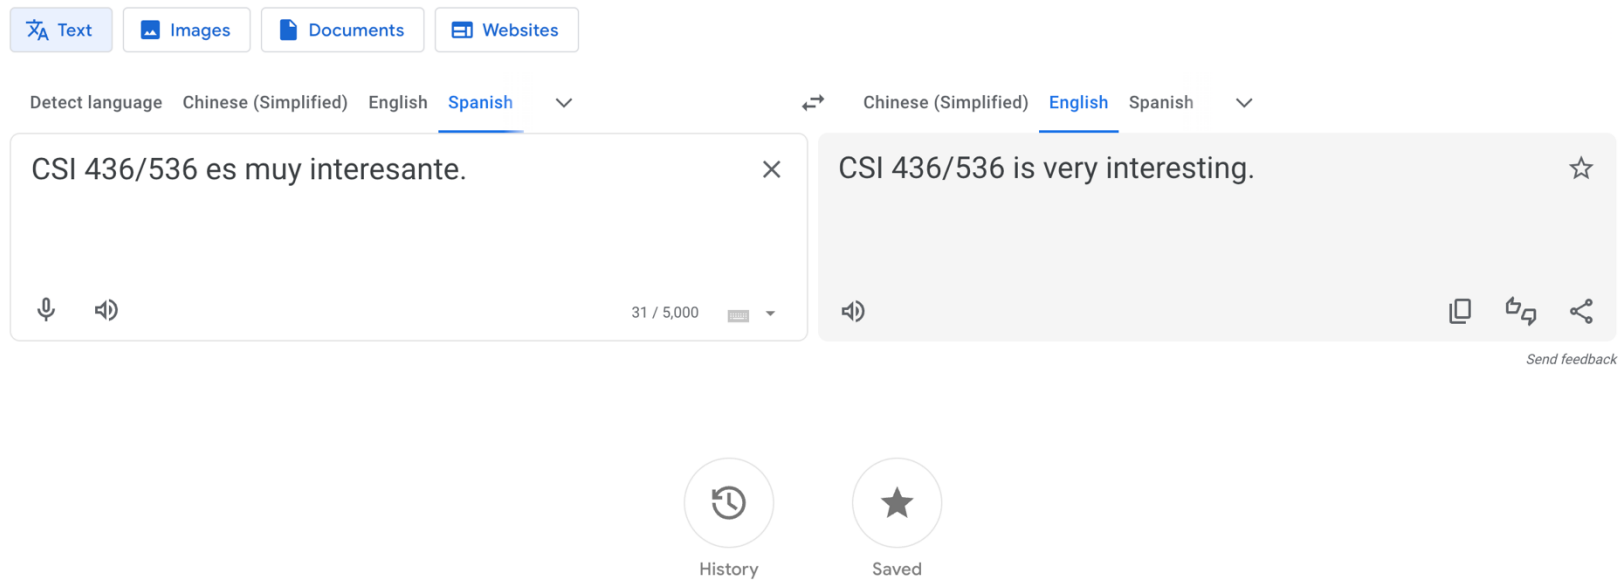 Text Images Documents Websites
Detect language Chinese (Simplified) English Spanish Chinese (Simplified) English Spanish
CSI 436/536 es muy interesante.
CSI 436/536 is very interesting.
31 / 5,000
Send feedback
History Saved